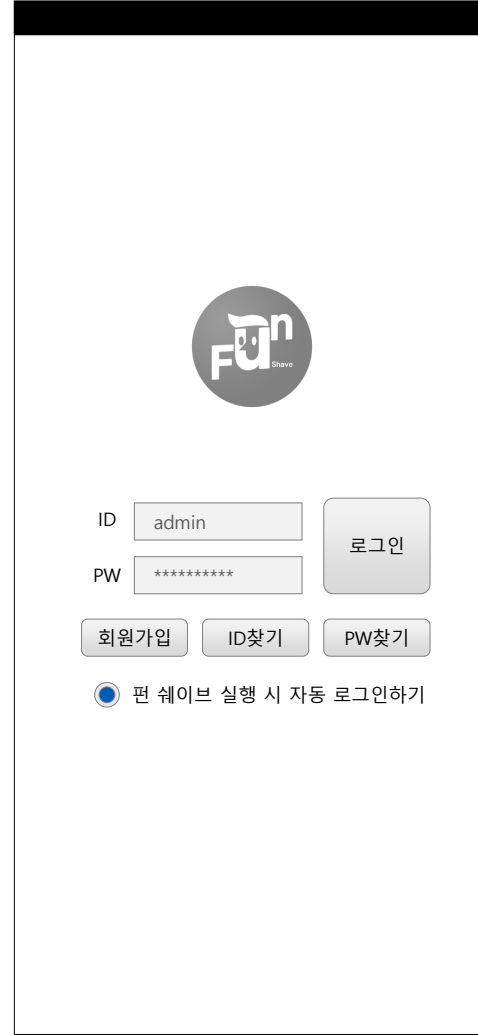 Fun
Shave
ID
admin
로그인
PW
**********
회원가입
ID찾기
PW찾기
펀 쉐이브 실행 시 자동 로그인하기